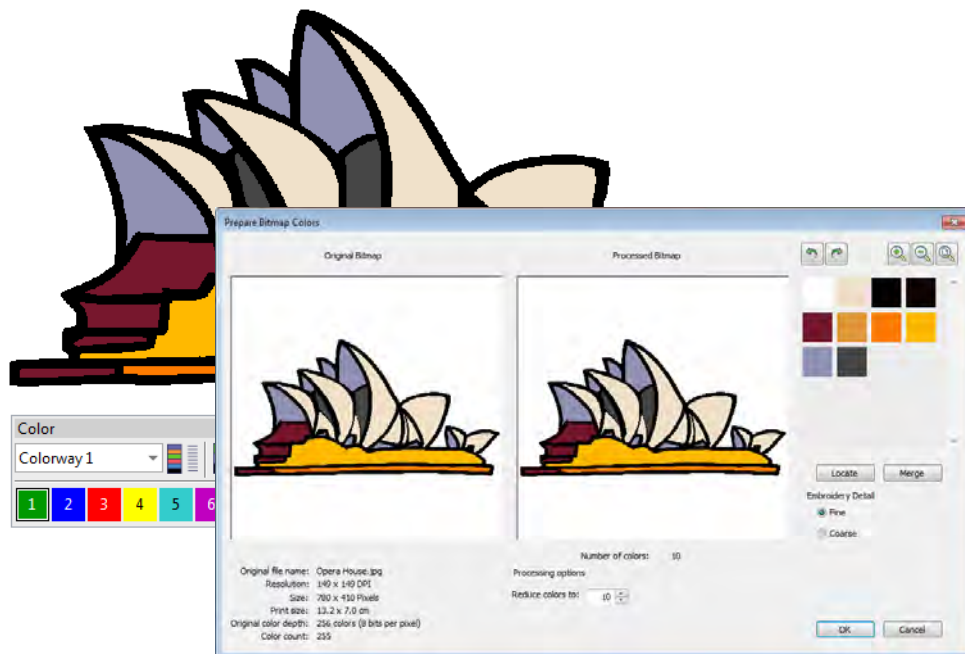 Prepare Bitmap Colors
Original Bitmap
Processed Bitmap
Color
Colorway 1
1 2 3 4 5 6
Locate
Merge
Embroidery Detail
Fine
Coarse
Number of colors: 10
Processing options
Reduce colors to: 10
Original file name: Opera House.jpg
Resolution: 149 x 149 DPI
Size: 780 x 410 Pixels
Print size: 13.2 x 7.0 cm
Original color depth: 256 colors (8 bits per pixel)
Color count: 255
OK
Cancel